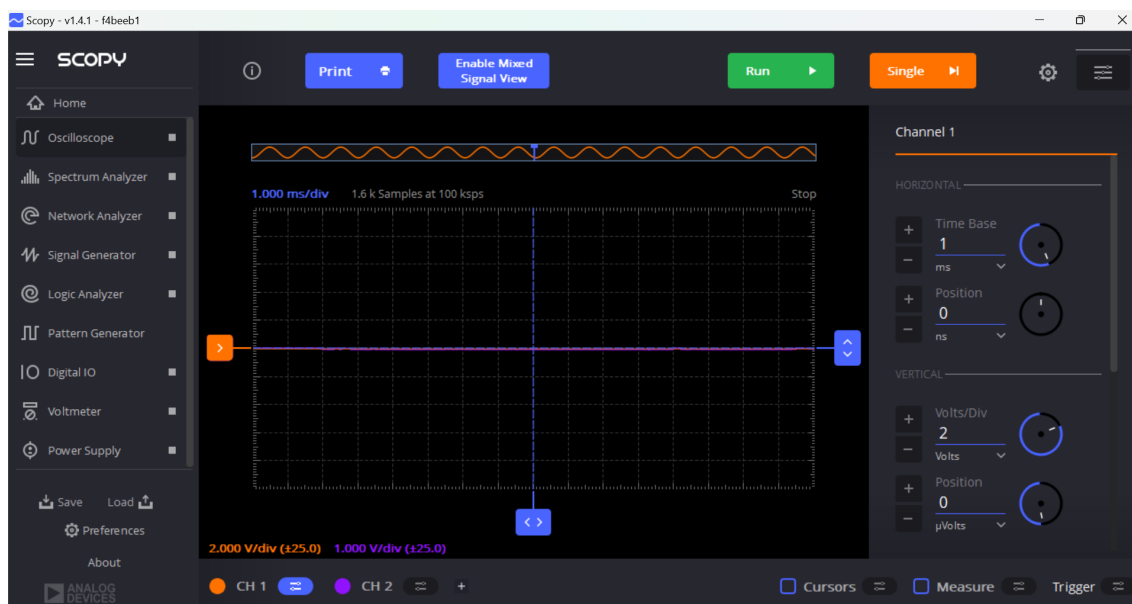 Scopy - v1.4.1 - f4beeb1
SCOPY
Print
Enable Mixed
Signal View
Run
Single
Home
Oscilloscope
Spectrum Analyzer
Network Analyzer
Signal Generator
Logic Analyzer
Pattern Generator
Digital IO
Voltmeter
Power Supply
Save
Load
Preferences
About
ANALOG
DEVICES
1.000 ms/div
1.6 k Samples at 100 ksps
Stop
2.000 V/div (±25.0)
1.000 V/div (±25.0)
CH 1
CH 2
+
Cursors
Measure
Trigger
Channel 1
HORIZONTAL
Time Base
1
ms
Position
0
ns
VERTICAL
Volts/Div
2
Volts
Position
0
µVolts